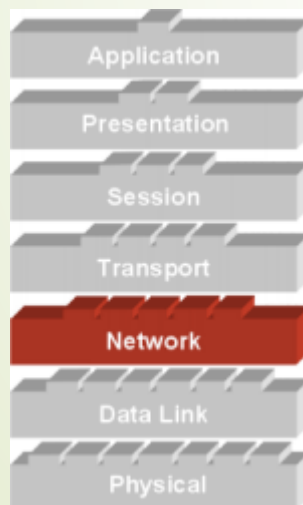 Application
Presentation
Session
Transport
Network
Data Link
Physical